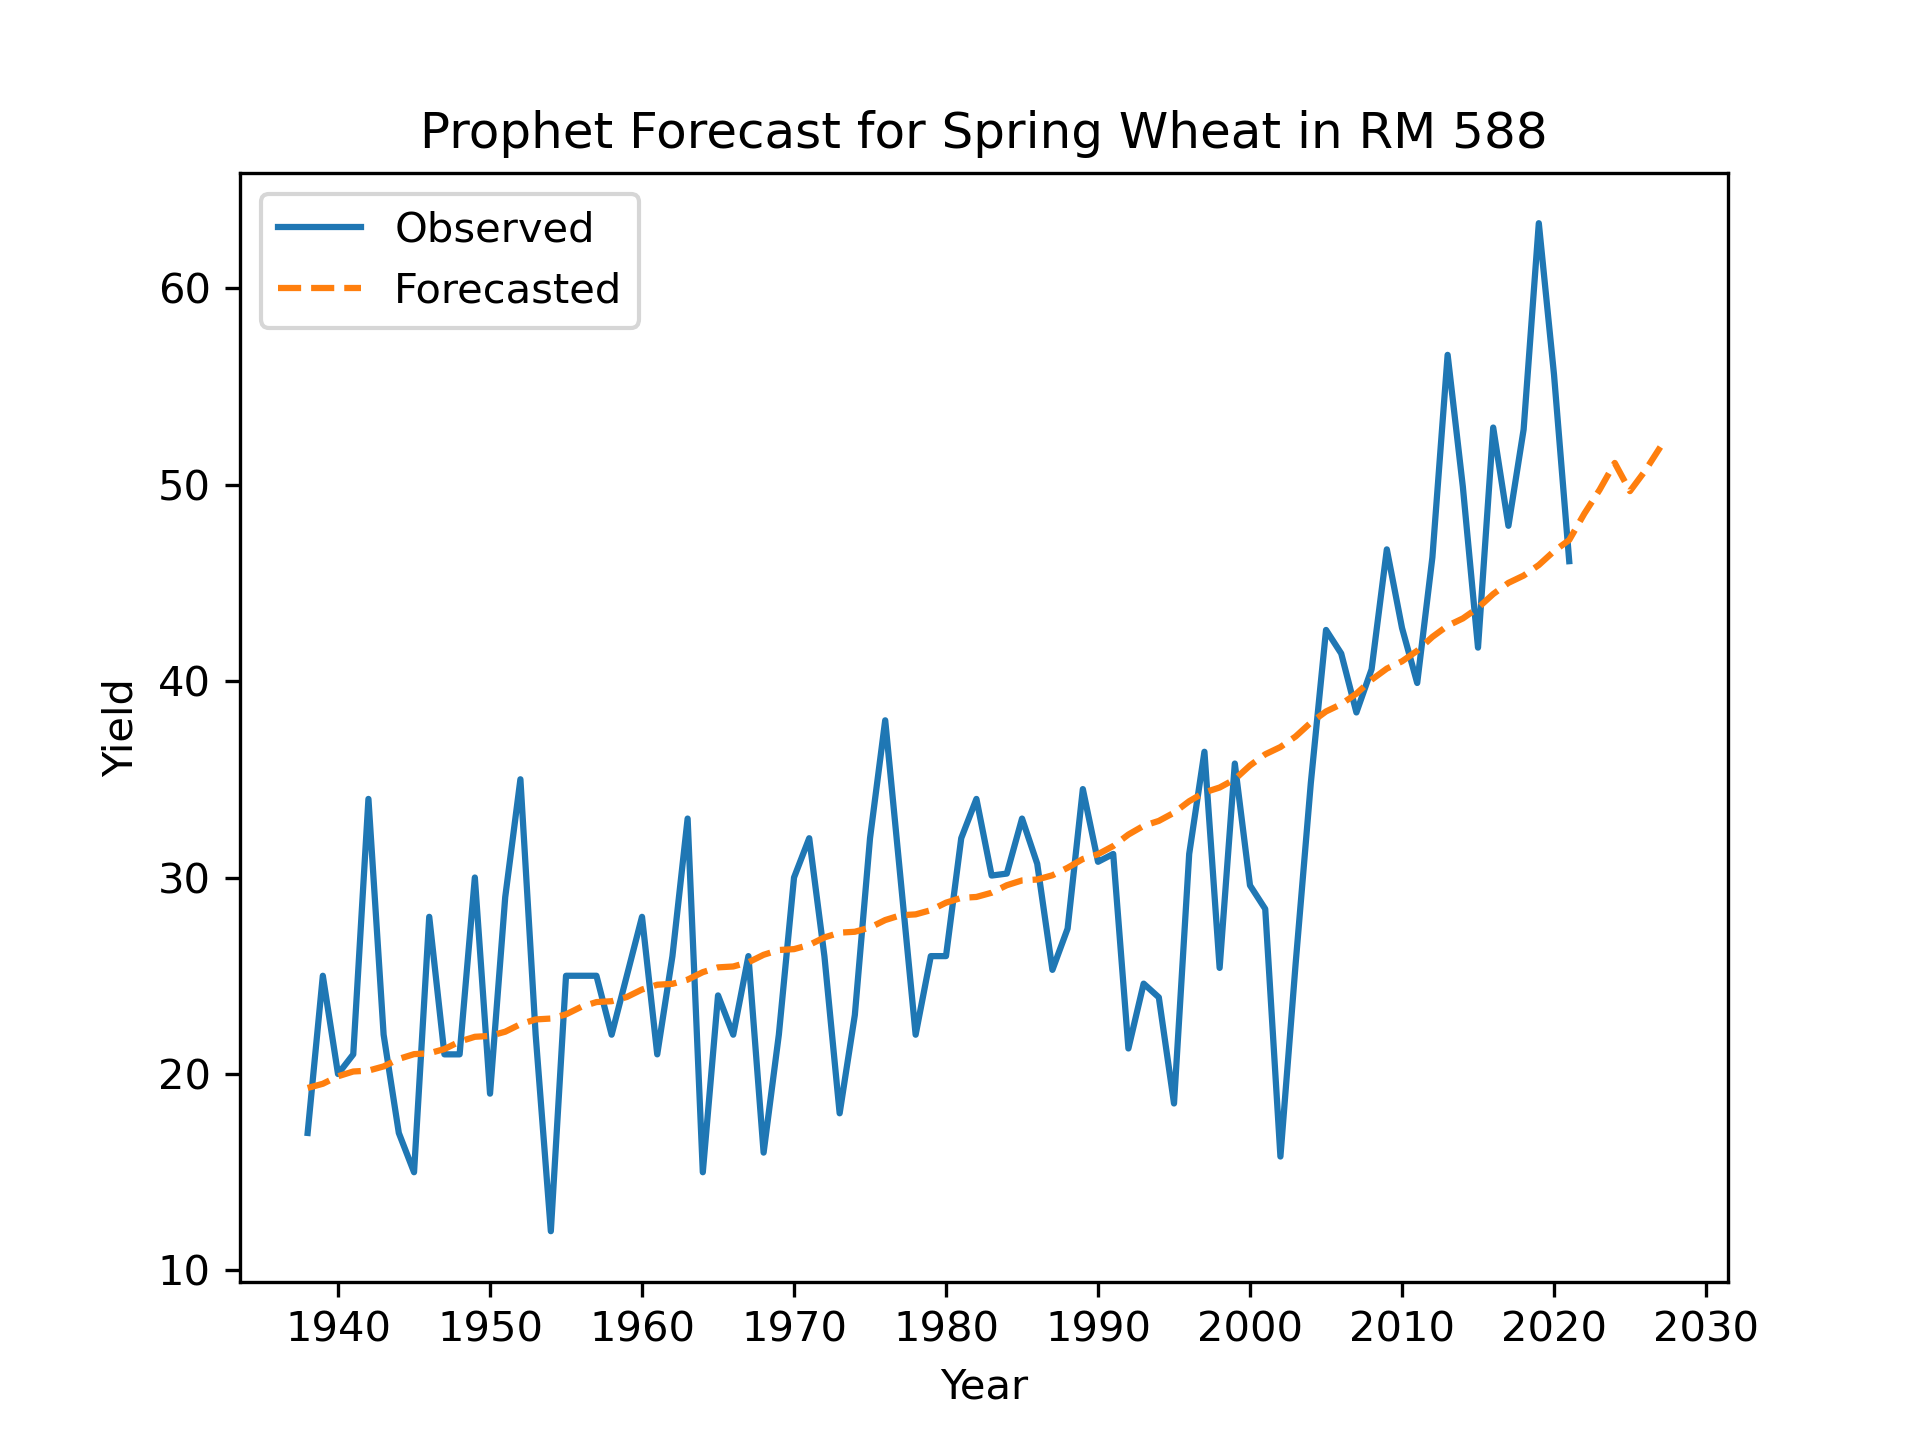 Prophet Forecast for Spring Wheat in RM 588
Observed
Forecasted
60
50
40
30
20
10
Yield
1940 1950 1960 1970 1980 1990 2000 2010 2020 2030
Year